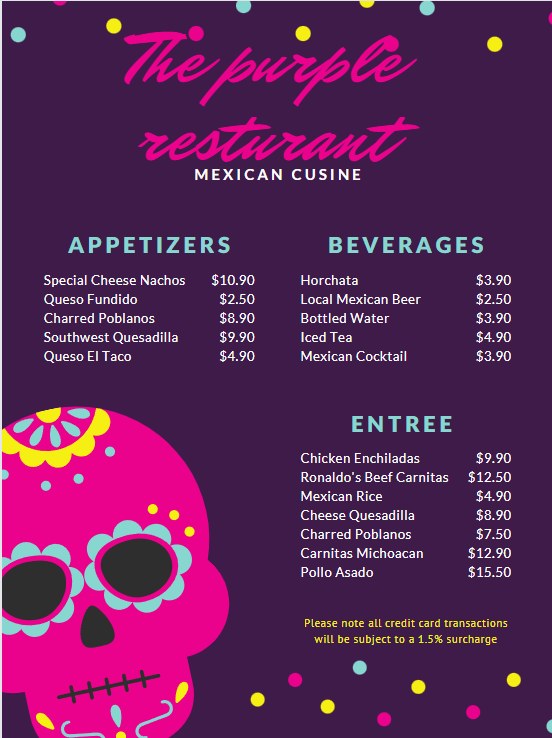 The purple
resturant
MEXICAN CUSINE
APPETIZERS
Special Cheese Nachos $10.90
Queso Fundido $2.50
Charred Poblanos $8.90
Southwest Quesadilla $9.90
Queso El Taco $4.90
BEVERAGES
Horchata $3.90
Local Mexican Beer $2.50
Bottled Water $3.90
Iced Tea $4.90
Mexican Cocktail $3.90
ENTREE
Chicken Enchiladas $9.90
Ronaldo's Beef Carnitas $12.50
Mexican Rice $4.90
Cheese Quesadilla $8.90
Charred Poblanos $7.50
Carnitas Michoacan $12.90
Pollo Asado $15.50
Please note all credit card transactions
will be subject to a 1.5% surcharge